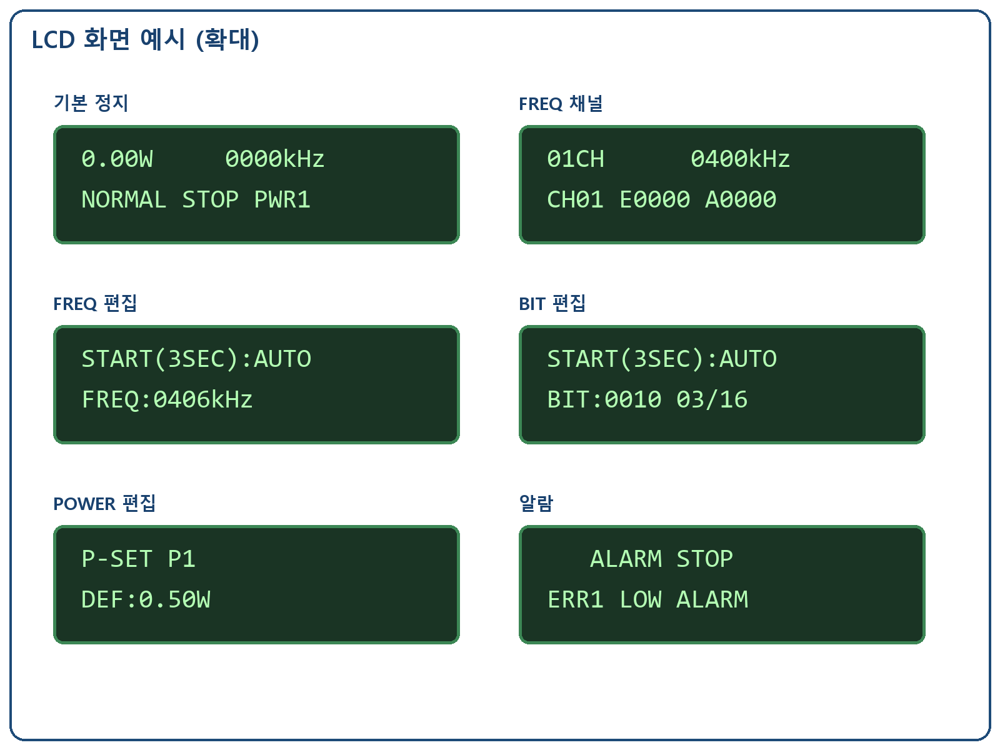 LCD 화면 예시 (확대)
기본 정지
0.00W     0000kHz
NORMAL STOP PWR1
FREQ 채널
01CH      0400kHz
CH01 E0000 A0000
FREQ 편집
START(3SEC):AUTO
FREQ:0406kHz
BIT 편집
START(3SEC):AUTO
BIT:0010 03/16
POWER 편집
P-SET P1
DEF:0.50W
알람
ALARM STOP
ERR1 LOW ALARM